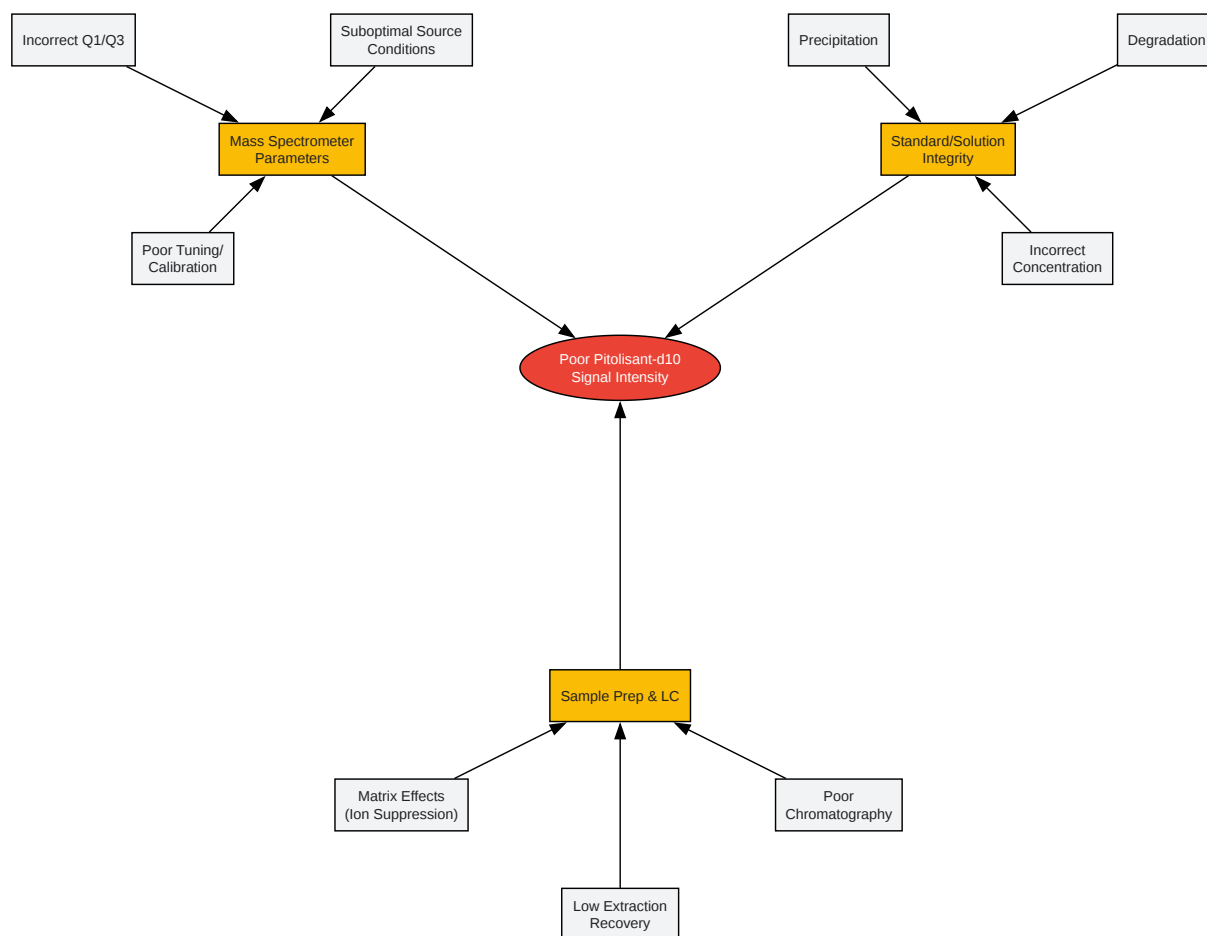 Incorrect Q1/Q3
Suboptimal Source
Conditions
Precipitation
Degradation
Mass Spectrometer
Parameters
Standard/Solution
Integrity
Poor Tuning/
Calibration
Incorrect
Concentration
Poor Pitolisant-d10
Signal Intensity
Sample Prep & LC
Matrix Effects
(Ion Suppression)
Poor
Chromatography
Low Extraction
Recovery